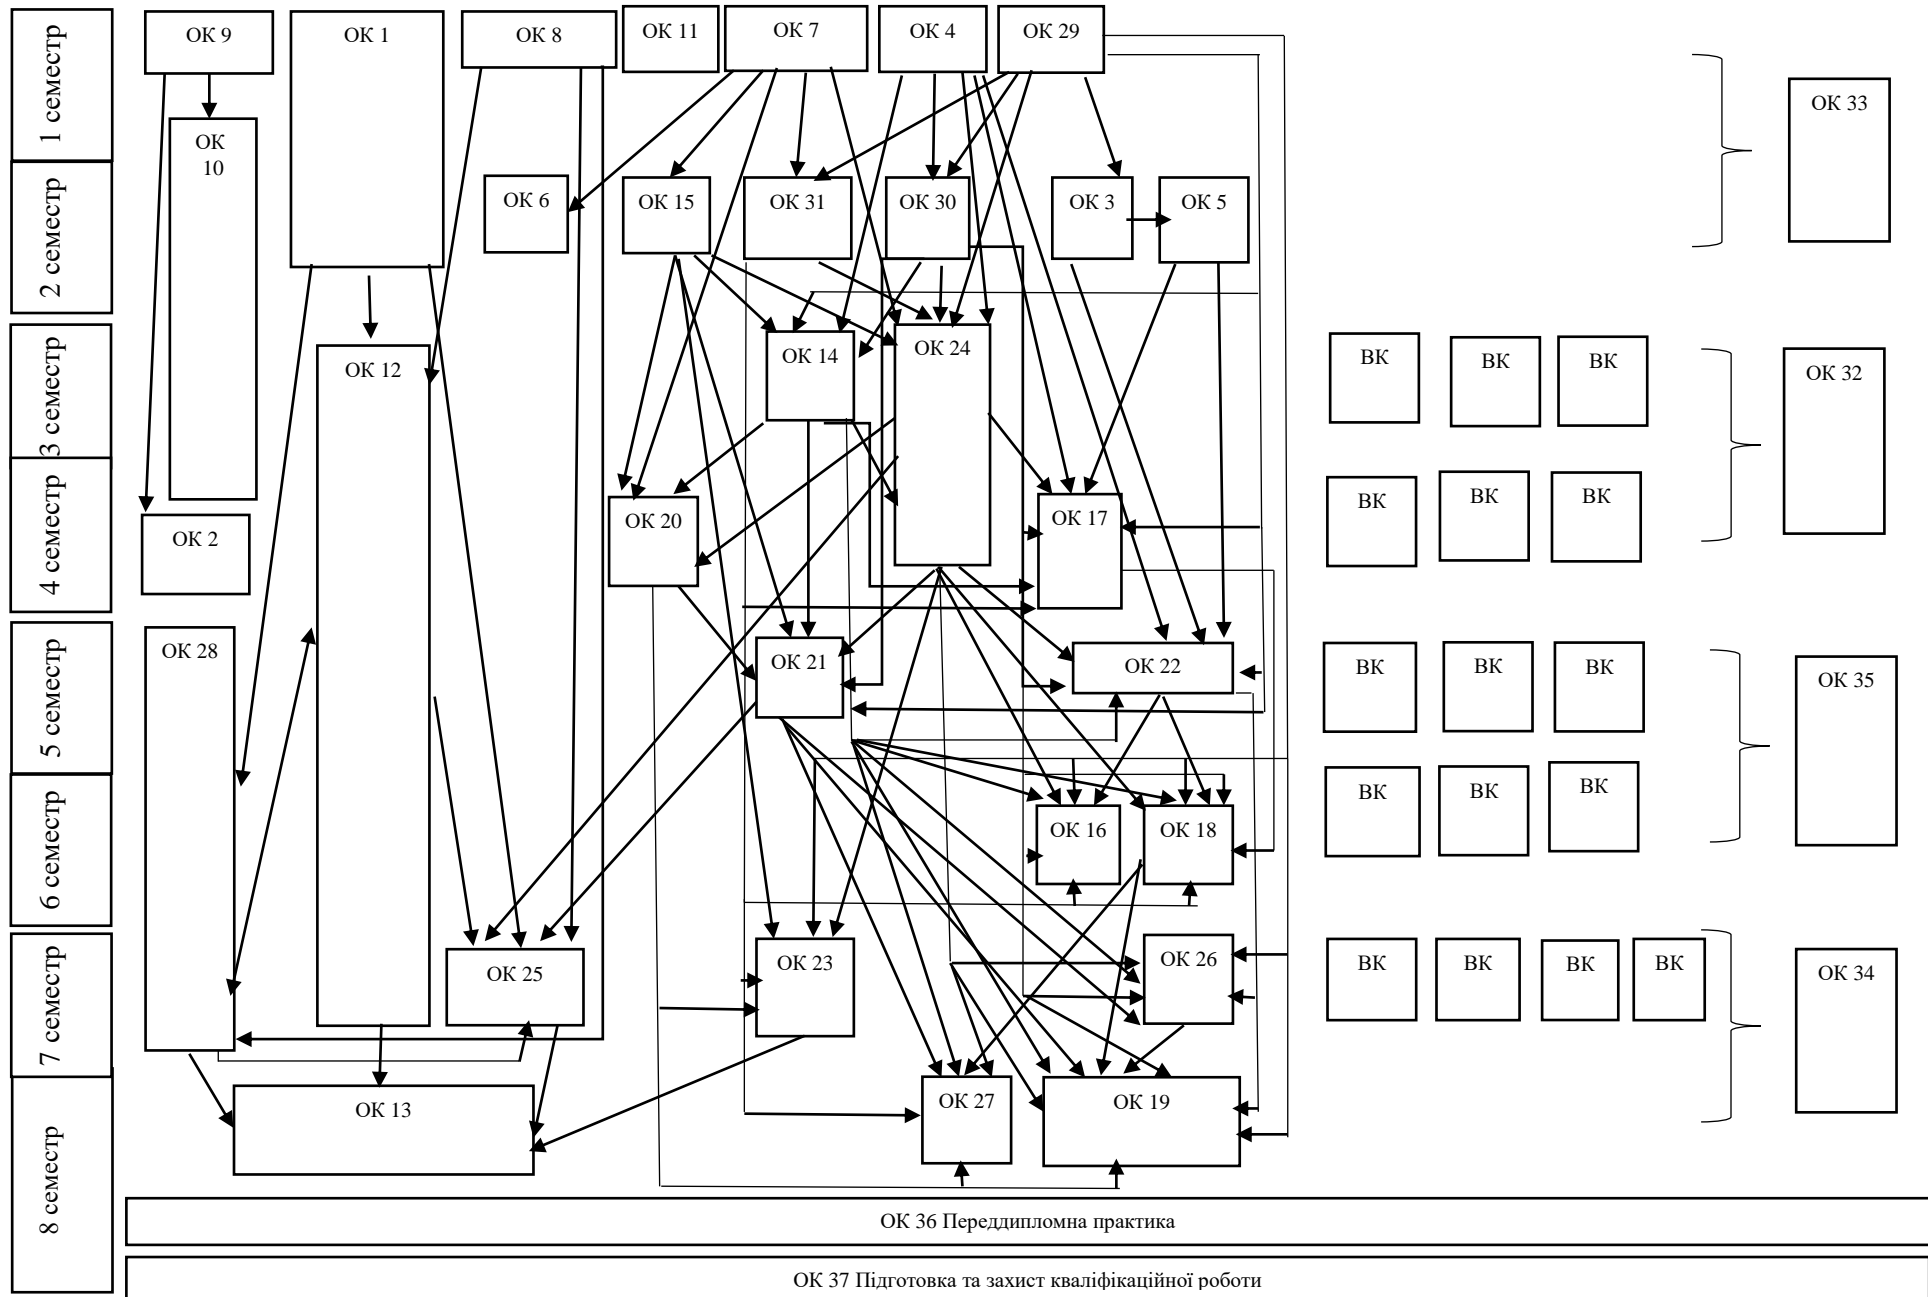 1 семестр
ОК 9
ОК 1
ОК 8
ОК 11
ОК 7
ОК 4
ОК 29
ОК 33
ОК
10
2 семестр
ОК 6
ОК 15
ОК 31
ОК 30
ОК 3
ОК 5
3 семестр
ОК 12
ОК 14
ОК 24
ВК
ВК
ВК
ОК 32
4 семестр
ОК 2
ОК 20
ОК 17
ВК
ВК
ВК
5 семестр
ОК 28
ОК 21
ОК 22
ВК
ВК
ВК
ОК 35
6 семестр
ОК 16
ОК 18
ВК
ВК
ВК
7 семестр
ОК 25
ОК 23
ОК 26
ВК
ВК
ВК
ВК
ОК 34
8 семестр
ОК 13
ОК 27
ОК 19
ОК 36 Переддипломна практика
ОК 37 Підготовка та захист кваліфікаційної роботи